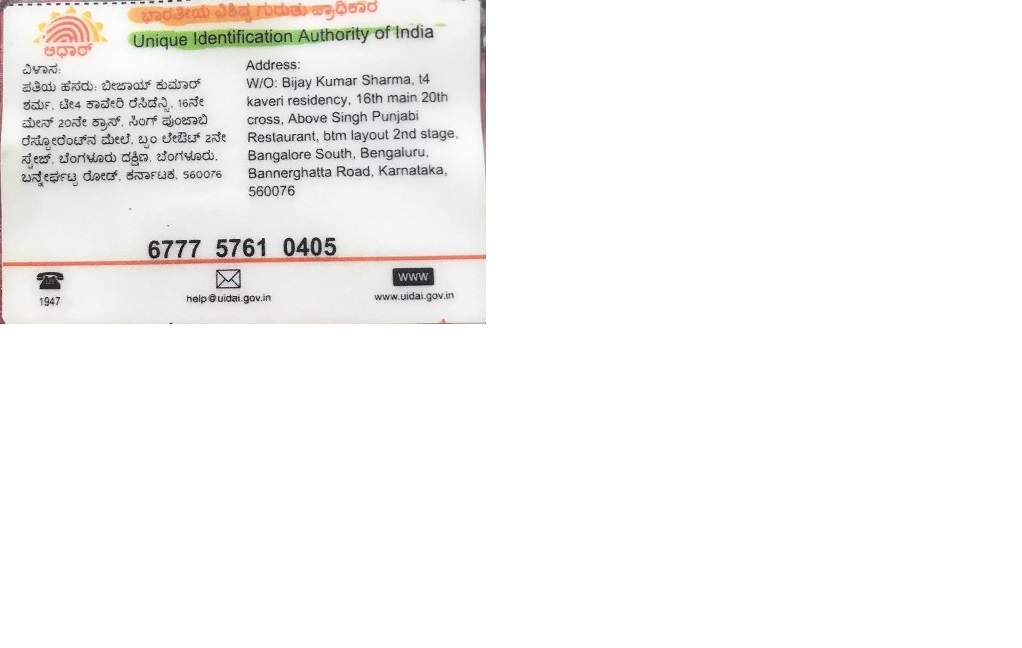 ಭಾರತೀಯ ವಿಶಿಷ್ಟ ಗುರುತು ಪ್ರಾಧಿಕಾರ
Unique Identification Authority of India
ಆಧಾರ್
ವಿಳಾಸ:
ಪತಿಯ ಹೆಸರು: ಬೀಜಾಯ್ ಕುಮಾರ್
ಶರ್ಮ, ಟೀ4 ಕಾವೇರಿ ರೆಸಿಡೆನ್ಸಿ, 16ನೇ
ಮೇನ್ 20ನೇ ಕ್ರಾಸ್, ಸಿಂಗ್ ಪುಂಜಾಬಿ
ರೆಸ್ಟೋರೆಂಟ್‌ನ ಮೇಲೆ, ಬ್ಟಂ ಲೇಔಟ್ 2ನೇ
ಸ್ಟೇಜ್, ಬೆಂಗಳೂರು ದಕ್ಷಿಣ, ಬೆಂಗಳೂರು,
ಬನ್ನೇರ್ಘಟ್ಟ ರೋಡ್, ಕರ್ನಾಟಕ, 560076
Address:
W/O: Bijay Kumar Sharma, t4
kaveri residency, 16th main 20th
cross, Above Singh Punjabi
Restaurant, btm layout 2nd stage,
Bangalore South, Bengaluru,
Bannerghatta Road, Karnataka,
560076
6777 5761 0405
1947
help@uidai.gov.in
WWW
www.uidai.gov.in